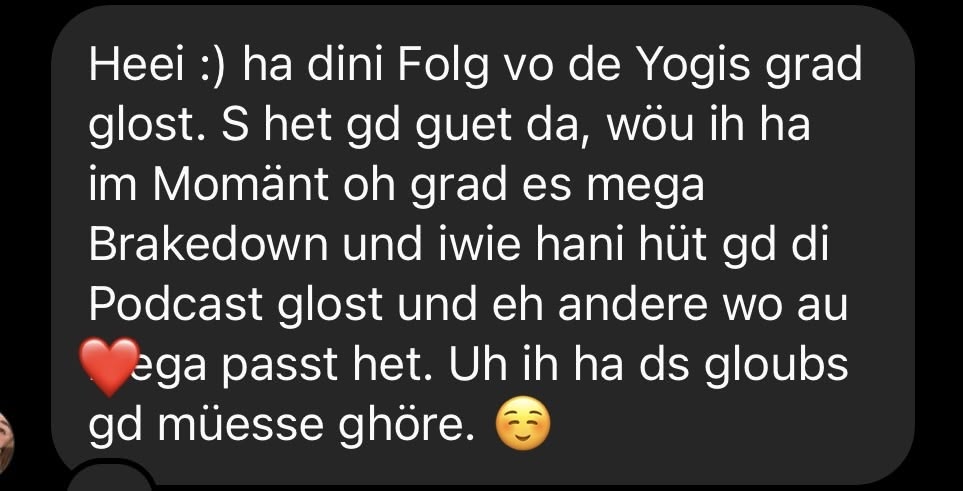 Heei :) ha dini Folg vo de Yogis grad
glost. S het gd guet da, wöu ih ha
im Momänt oh grad es mega
Brakedown und iwie hani hüt gd di
Podcast glost und eh andere wo au
mega passt het. Uh ih ha ds gloubs
gd müesse ghöre. ☺️